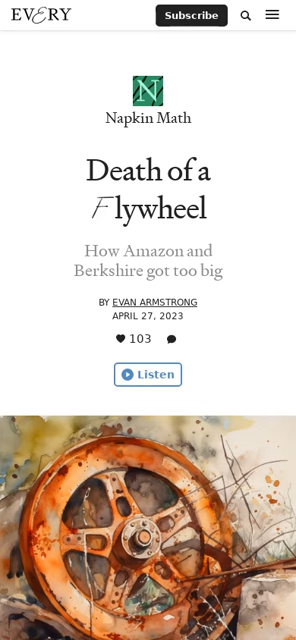 EVERY
Subscribe
N
Napkin Math
Death of a
Flywheel
How Amazon and
Berkshire got too big
BY EVAN ARMSTRONG
APRIL 27, 2023
103
Listen